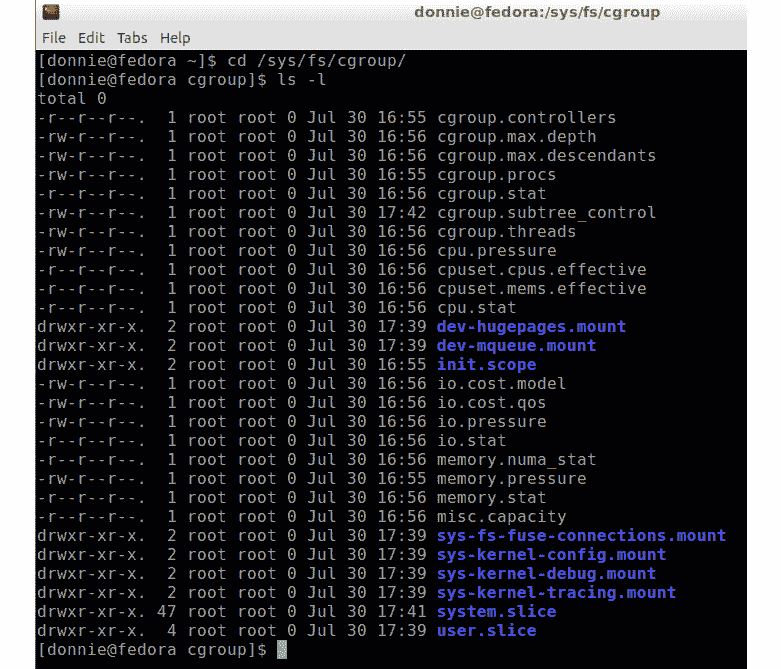 donnie@fedora:/sys/fs/cgroup
File Edit Tabs Help
[donnie@fedora ~]$ cd /sys/fs/cgroup/
[donnie@fedora cgroup]$ ls -l
total 0
-r--r--r--.  1 root root 0 Jul 30 16:55 cgroup.controllers
-rw-r--r--.  1 root root 0 Jul 30 16:56 cgroup.max.depth
-rw-r--r--.  1 root root 0 Jul 30 16:56 cgroup.max.descendants
-rw-r--r--.  1 root root 0 Jul 30 16:55 cgroup.procs
-r--r--r--.  1 root root 0 Jul 30 16:56 cgroup.stat
-rw-r--r--.  1 root root 0 Jul 30 17:42 cgroup.subtree_control
-rw-r--r--.  1 root root 0 Jul 30 16:56 cgroup.threads
-rw-r--r--.  1 root root 0 Jul 30 16:56 cpu.pressure
-r--r--r--.  1 root root 0 Jul 30 16:56 cpuset.cpus.effective
-r--r--r--.  1 root root 0 Jul 30 16:56 cpuset.mems.effective
-r--r--r--.  1 root root 0 Jul 30 16:56 cpu.stat
drwxr-xr-x.  2 root root 0 Jul 30 17:39 dev-hugepages.mount
drwxr-xr-x.  2 root root 0 Jul 30 17:39 dev-mqueue.mount
drwxr-xr-x.  2 root root 0 Jul 30 16:55 init.scope
-rw-r--r--.  1 root root 0 Jul 30 16:56 io.cost.model
-rw-r--r--.  1 root root 0 Jul 30 16:56 io.cost.qos
-rw-r--r--.  1 root root 0 Jul 30 16:56 io.pressure
-r--r--r--.  1 root root 0 Jul 30 16:56 io.stat
-r--r--r--.  1 root root 0 Jul 30 16:56 memory.numa_stat
-rw-r--r--.  1 root root 0 Jul 30 16:55 memory.pressure
-r--r--r--.  1 root root 0 Jul 30 16:56 memory.stat
-r--r--r--.  1 root root 0 Jul 30 16:56 misc.capacity
drwxr-xr-x.  2 root root 0 Jul 30 17:39 sys-fs-fuse-connections.mount
drwxr-xr-x.  2 root root 0 Jul 30 17:39 sys-kernel-config.mount
drwxr-xr-x.  2 root root 0 Jul 30 17:39 sys-kernel-debug.mount
drwxr-xr-x.  2 root root 0 Jul 30 17:39 sys-kernel-tracing.mount
drwxr-xr-x. 47 root root 0 Jul 30 17:41 system.slice
drwxr-xr-x.  4 root root 0 Jul 30 17:39 user.slice
[donnie@fedora cgroup]$